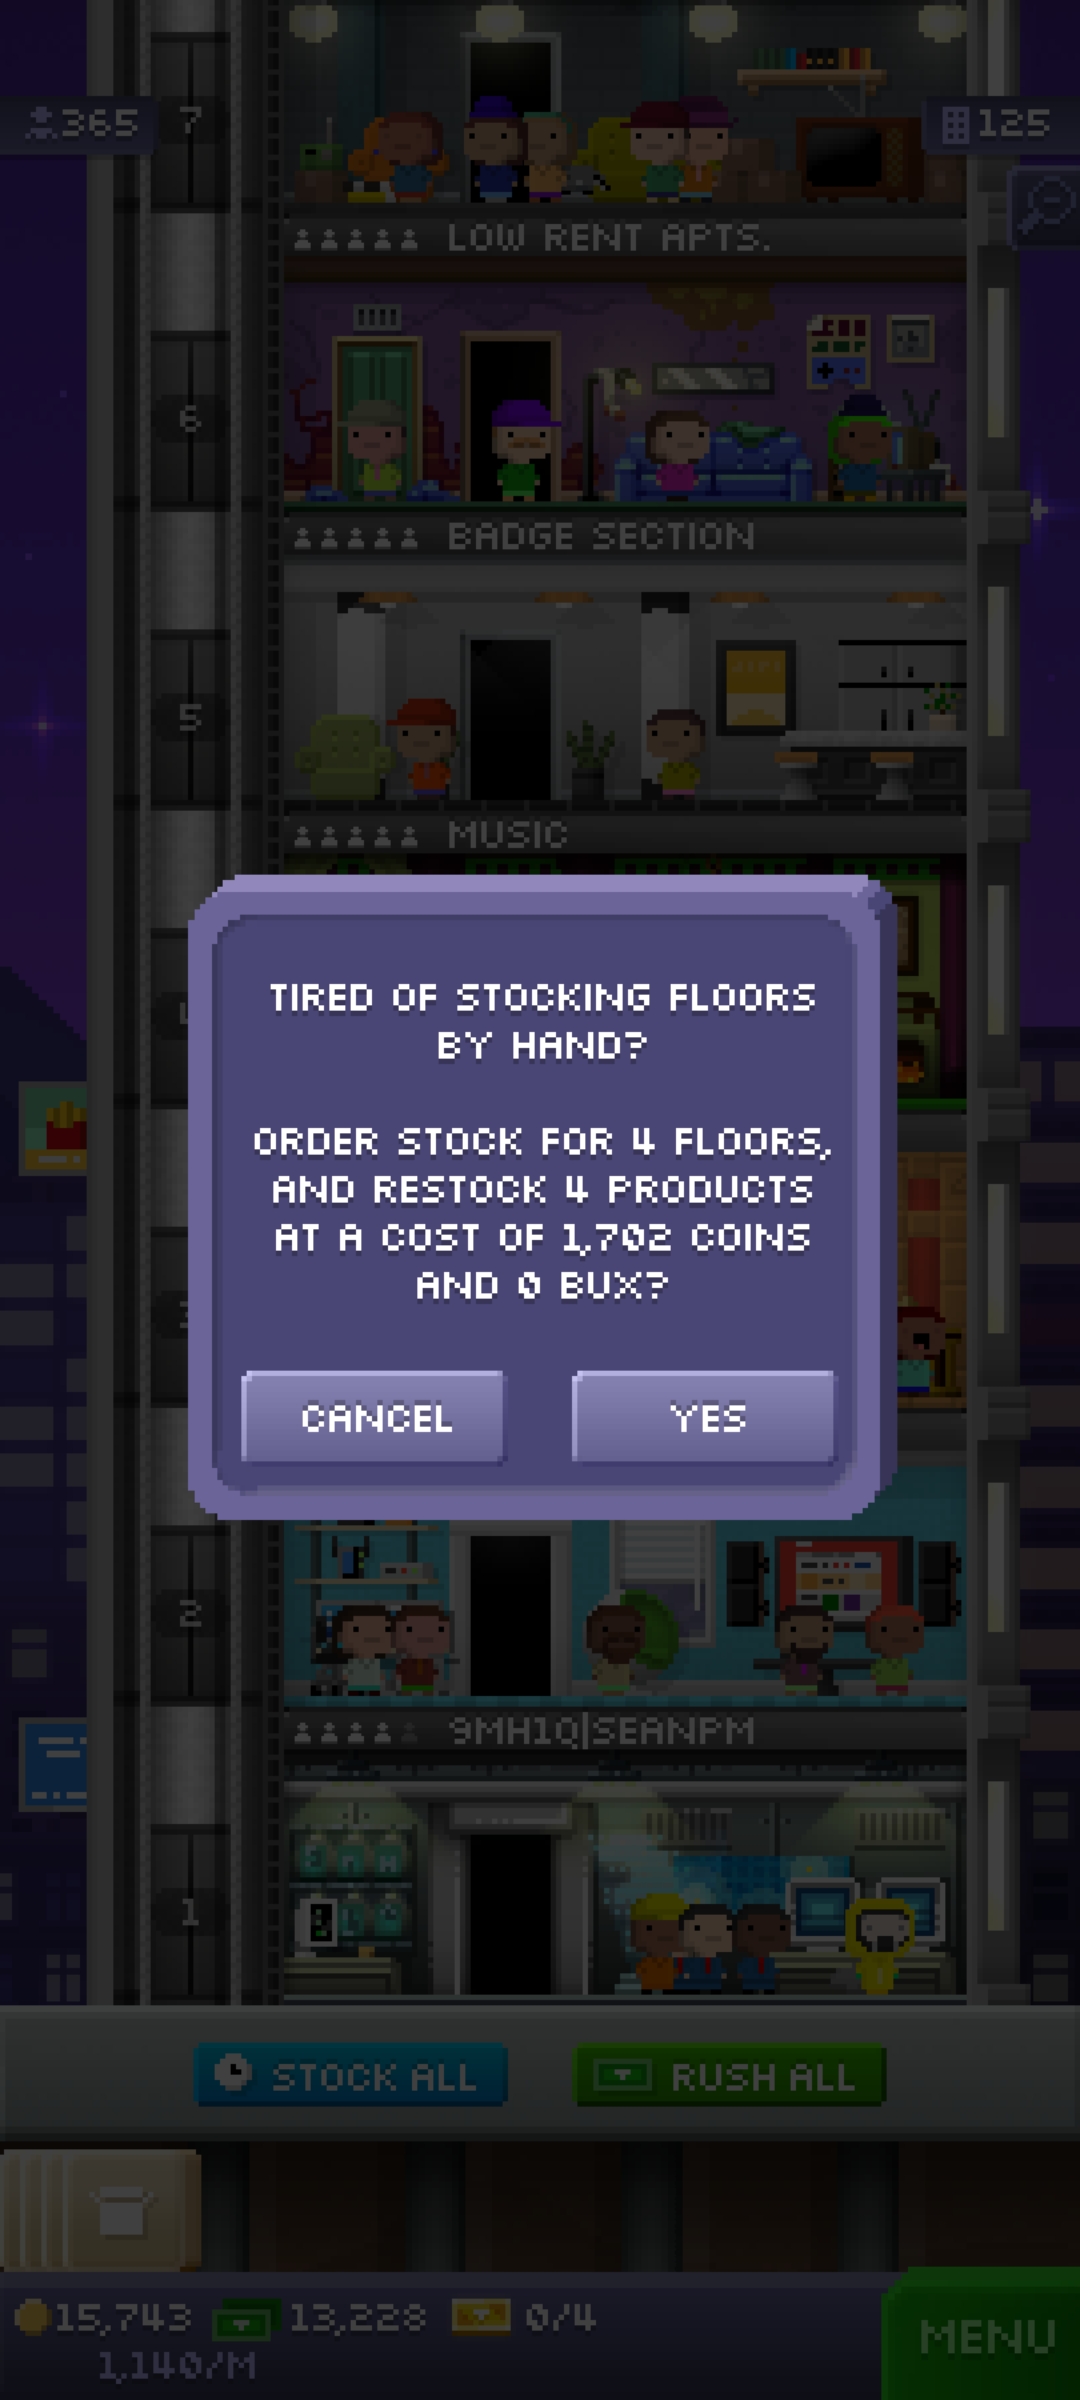 365
7
125
LOW RENT APTS.
6
BADGE SECTION
5
MUSIC
TIRED OF STOCKING FLOORS
BY HAND?
ORDER STOCK FOR 4 FLOORS,
AND RESTOCK 4 PRODUCTS
AT A COST OF 1,702 COINS
AND 0 BUX?
CANCEL
YES
2
9MH1Q|SEANPM
1
STOCK ALL
RUSH ALL
15,743
13,228
0/4
1,140/M
MENU